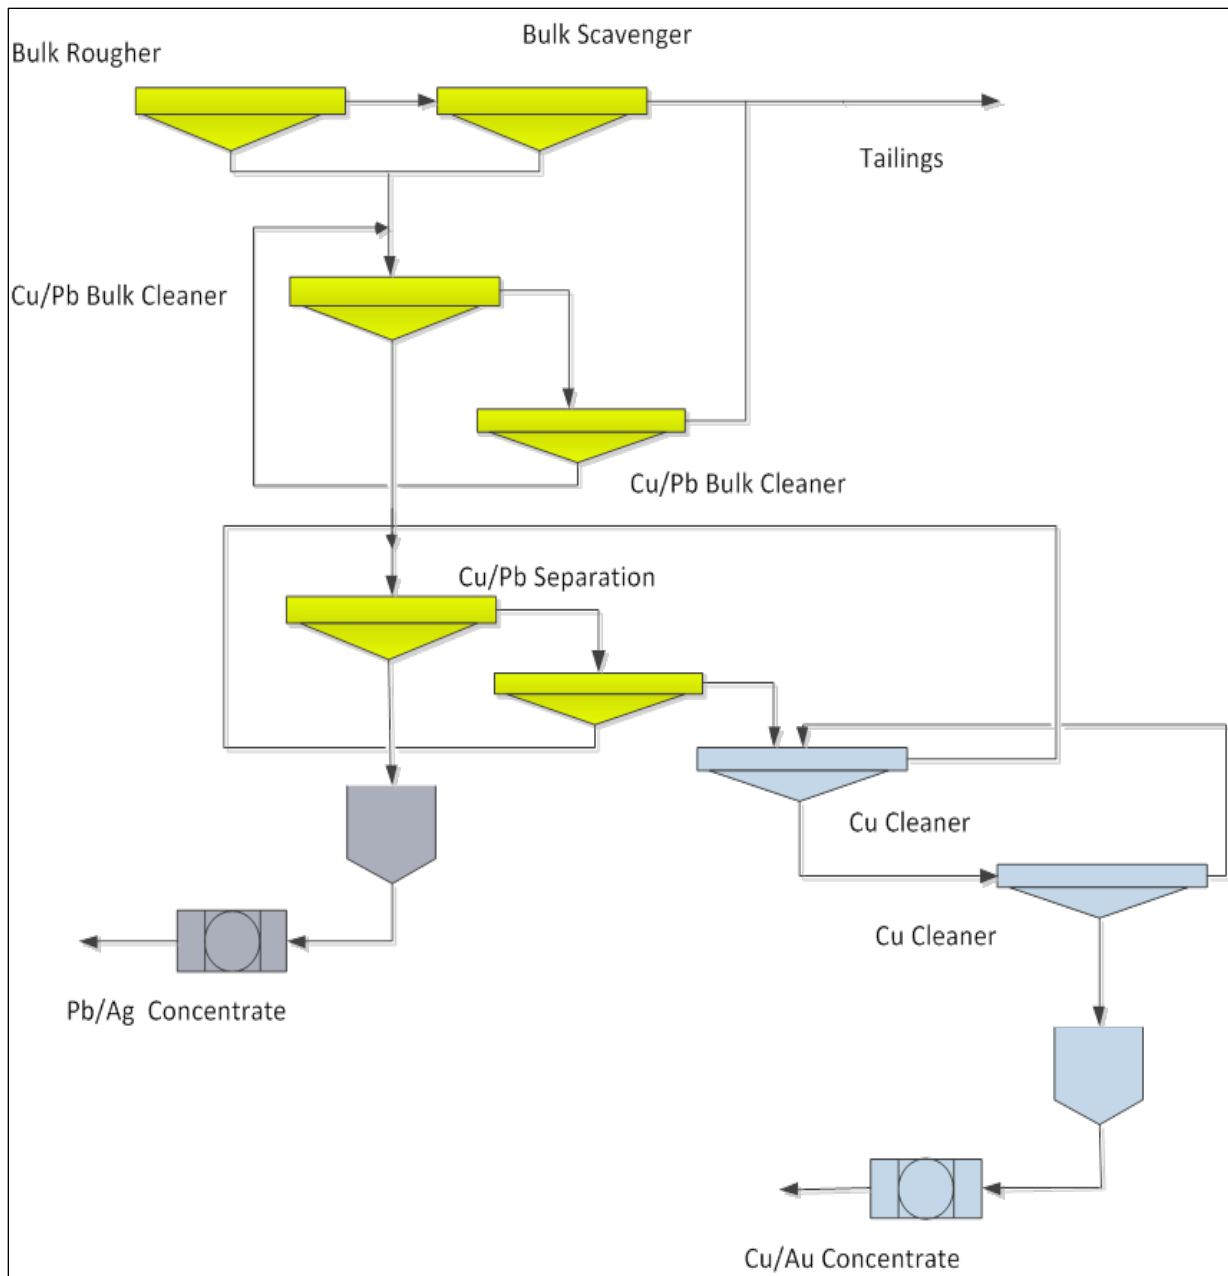 Bulk Scavenger
Bulk Rougher
Tailings
Cu/Pb Bulk Cleaner
Cu/Pb Bulk Cleaner
Cu/Pb Separation
Cu Cleaner
Cu Cleaner
Pb/Ag  Concentrate
Cu/Au Concentrate